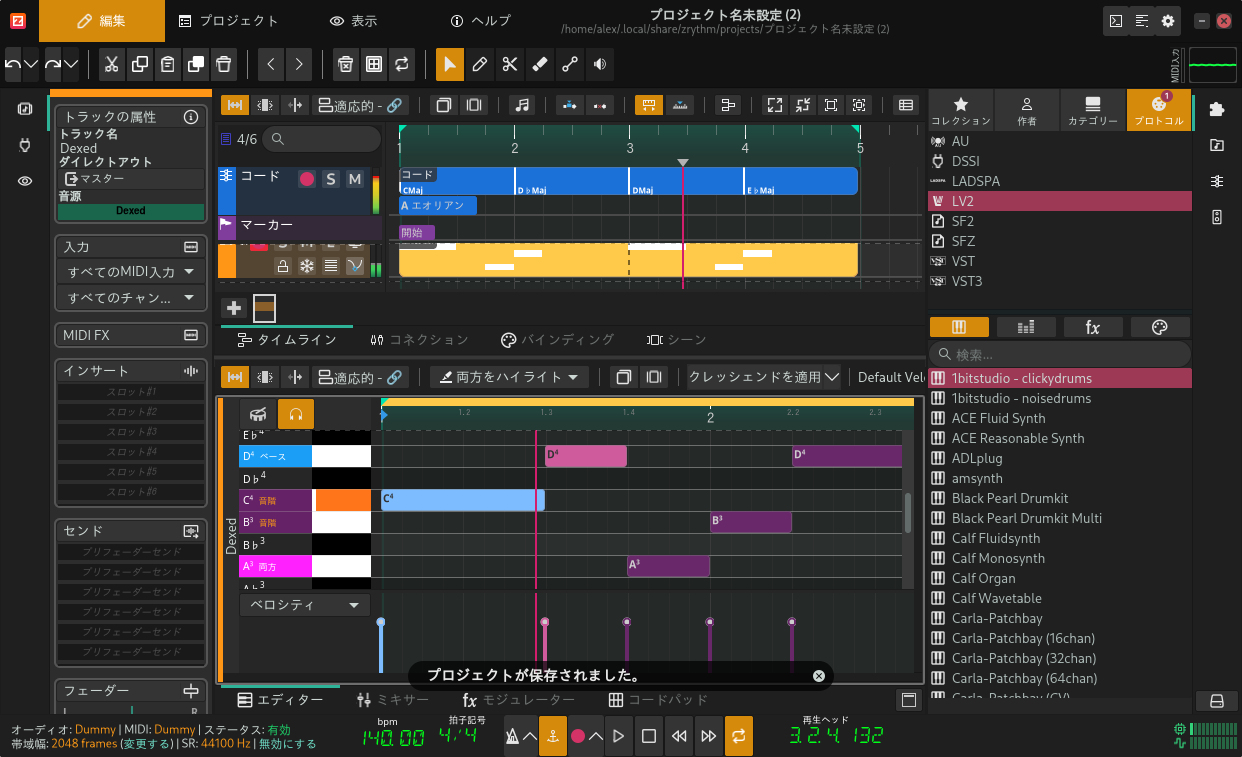 編集
プロジェクト
表示
ヘルプ
プロジェクト名未設定 (2)
/home/alex/.local/share/zrythm/projects/プロジェクト名未設定 (2)
MIDI入力
トラックの属性
トラック名
Dexed
ダイレクトアウト
マスター
音源
Dexed
入力
すべてのMIDI入力
すべてのチャン...
MIDI FX
インサート
スロット#1
スロット#2
スロット#3
スロット#4
スロット#5
スロット#6
センド
プリフェーダーセンド
プリフェーダーセンド
プリフェーダーセンド
プリフェーダーセンド
プリフェーダーセンド
プリフェーダーセンド
フェーダー
L R
適応的 -
4/6
1 2 3 4 5
コード
S M
コード
CMaj D♭Maj DMaj E♭Maj
A エオリアン
マーカー
開始
タイムライン
コネクション
バインディング
シーン
適応的 -
両方をハイライト
クレッシェンドを適用
Default Vel
1.2 1.3 1.4 2 2.2 2.3
Dexed
E♭4
D4 ベース
D♭4
C4 音階
B3 音階
B♭3
A3 両方
A♭3
D4
D4
C4
B3
A3
ベロシティ
プロジェクトが保存されました。
エディター
ミキサー
fx モジュレーター
コードパッド
コレクション
作者
カテゴリー
プロトコル
1
AU
DSSI
LADSPA
LV2
SF2
SFZ
VST
VST3
fx
検索...
1bitstudio - clickydrums
1bitstudio - noisedrums
ACE Fluid Synth
ACE Reasonable Synth
ADLplug
amsynth
Black Pearl Drumkit
Black Pearl Drumkit Multi
Calf Fluidsynth
Calf Monosynth
Calf Organ
Calf Wavetable
Carla-Patchbay
Carla-Patchbay (16chan)
Carla-Patchbay (32chan)
Carla-Patchbay (64chan)
Carla-Patchbay (CV)
オーディオ: Dummy | MIDI: Dummy | ステータス: 有効
帯域幅: 2048 frames (変更する) | SR: 44100 Hz | 無効にする
bpm
140.00
拍子記号
4/4
再生ヘッド
3.2.4.132